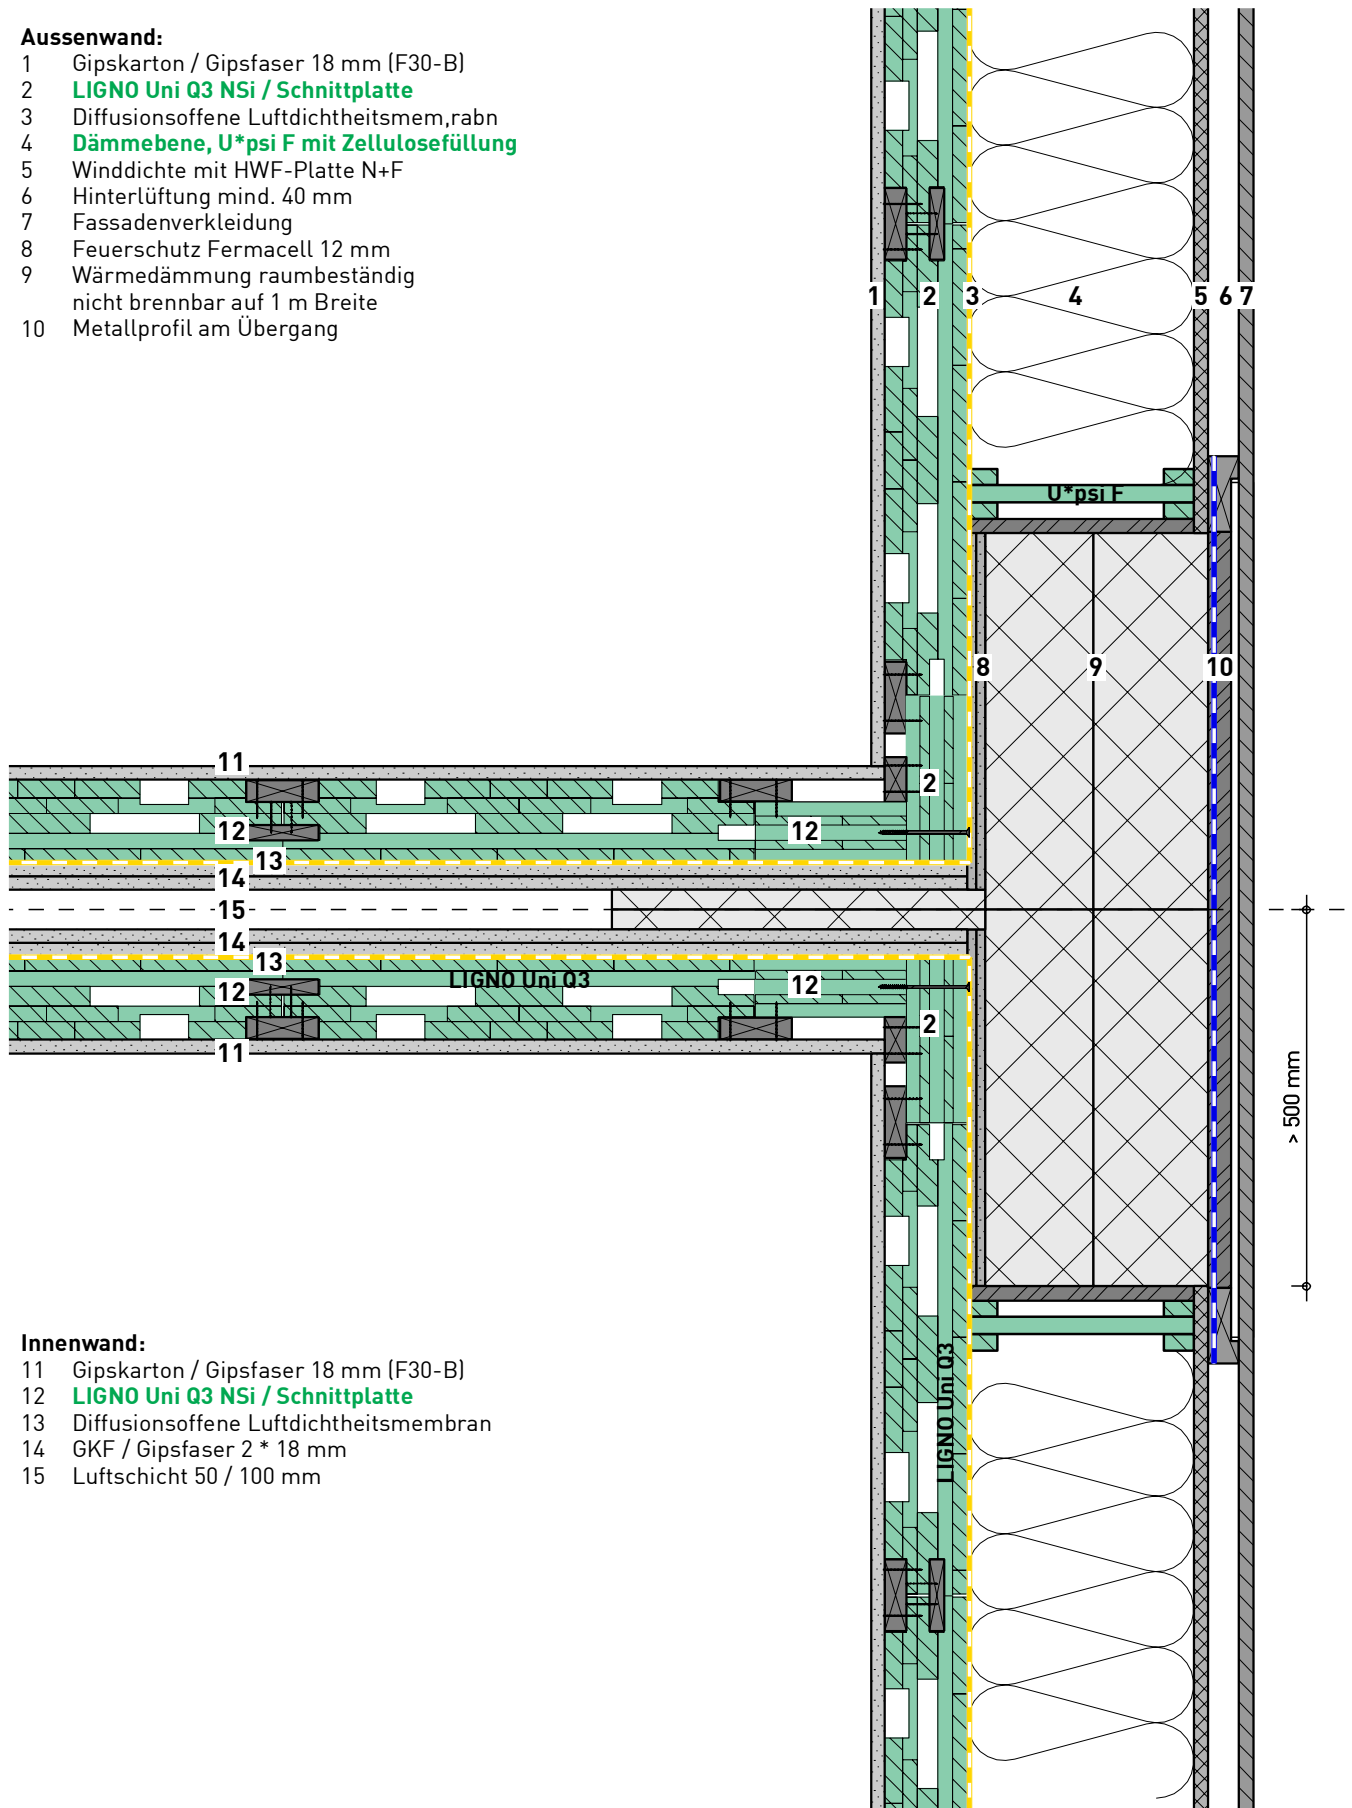 Aussenwand:
1 Gipskarton / Gipsfaser 18 mm (F30-B)
2 LIGNO Uni Q3 NSi / Schnittplatte
3 Diffusionsoffene Luftdichtheitsmem,rabn
4 Dämmebene, U*psi F mit Zellulosefüllung
5 Winddichte mit HWF-Platte N+F
6 Hinterlüftung mind. 40 mm
7 Fassadenverkleidung
8 Feuerschutz Fermacell 12 mm
9 Wärmedämmung raumbeständig
nicht brennbar auf 1 m Breite
10 Metallprofil am Übergang
1 2 3 4 5 6 7
U*psi F
8 9 10
11
2
12 12
13
14
15
14
13
LIGNO Uni Q3
12 12
2
11
> 500 mm
LIGNO Uni Q3
Innenwand:
11 Gipskarton / Gipsfaser 18 mm (F30-B)
12 LIGNO Uni Q3 NSi / Schnittplatte
13 Diffusionsoffene Luftdichtheitsmembran
14 GKF / Gipsfaser 2 * 18 mm
15 Luftschicht 50 / 100 mm